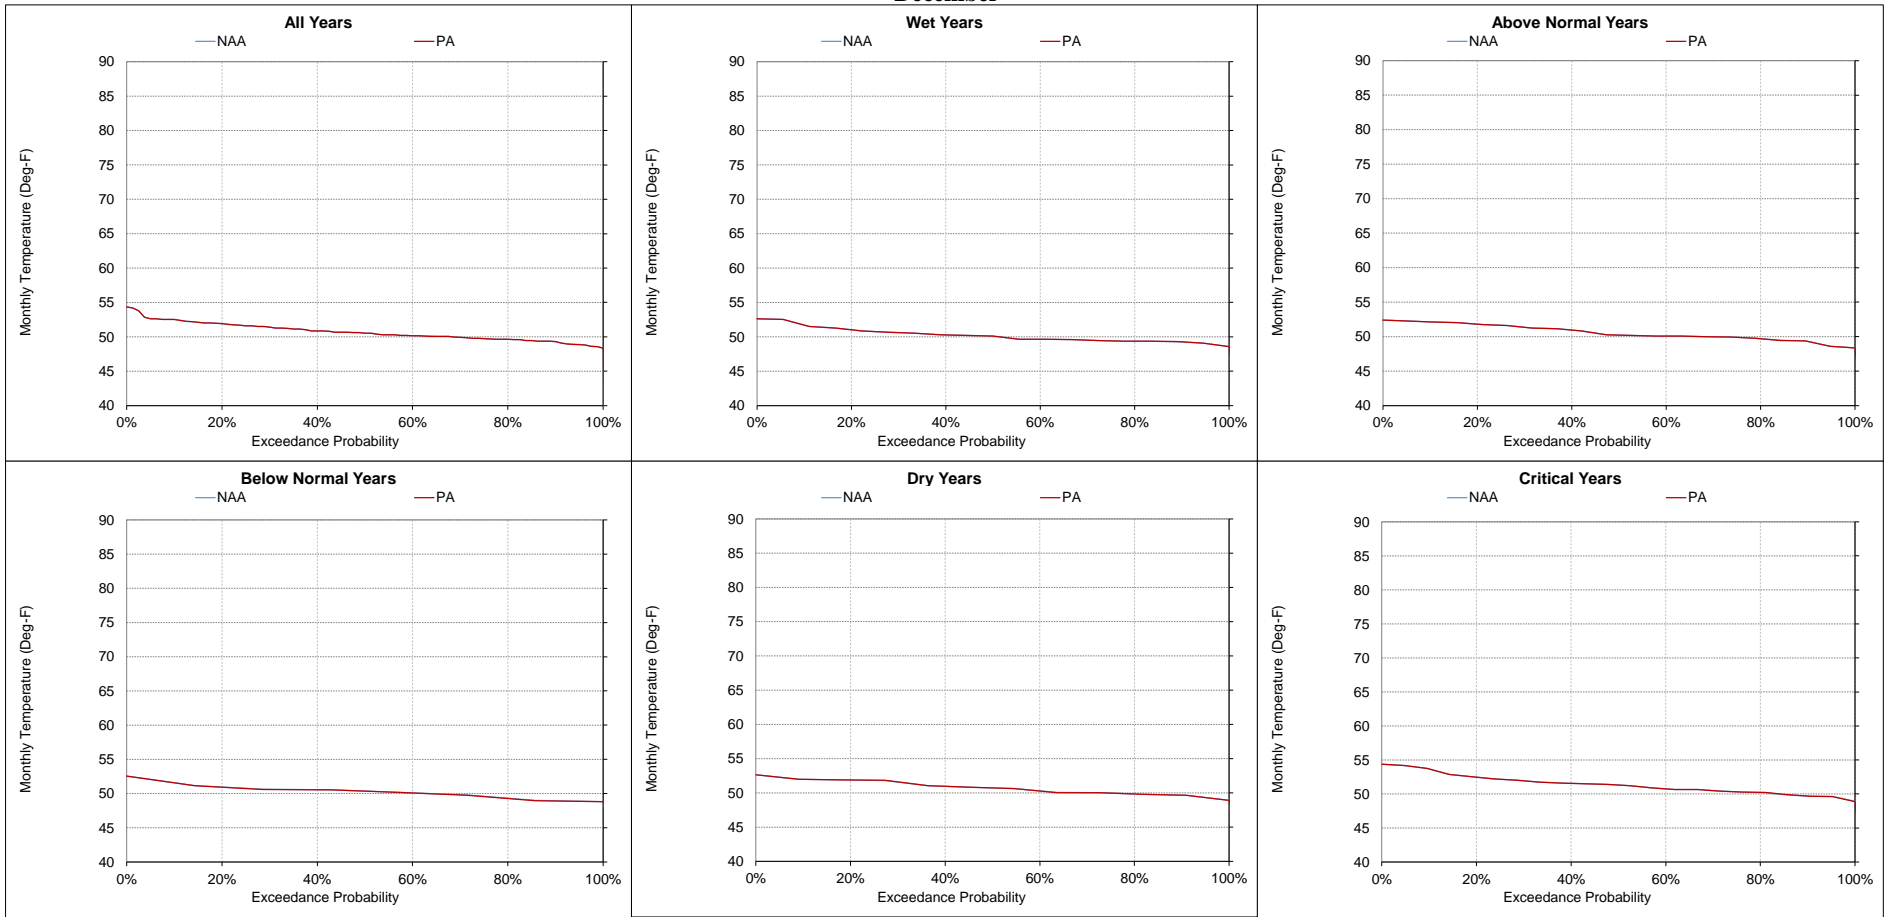 December
All Years
NAA PA
90
85
80
75
70
65
60
55
50
45
40
Monthly Temperature (Deg-F)
0% 20% 40% 60% 80% 100%
Exceedance Probability
Wet Years
NAA PA
90
85
80
75
70
65
60
55
50
45
40
Monthly Temperature (Deg-F)
0% 20% 40% 60% 80% 100%
Exceedance Probability
Above Normal Years
NAA PA
90
85
80
75
70
65
60
55
50
45
40
Monthly Temperature (Deg-F)
0% 20% 40% 60% 80% 100%
Exceedance Probability
Below Normal Years
NAA PA
90
85
80
75
70
65
60
55
50
45
40
Monthly Temperature (Deg-F)
0% 20% 40% 60% 80% 100%
Exceedance Probability
Dry Years
NAA PA
90
85
80
75
70
65
60
55
50
45
40
Monthly Temperature (Deg-F)
0% 20% 40% 60% 80% 100%
Exceedance Probability
Critical Years
NAA PA
90
85
80
75
70
65
60
55
50
45
40
Monthly Temperature (Deg-F)
0% 20% 40% 60% 80% 100%
Exceedance Probability